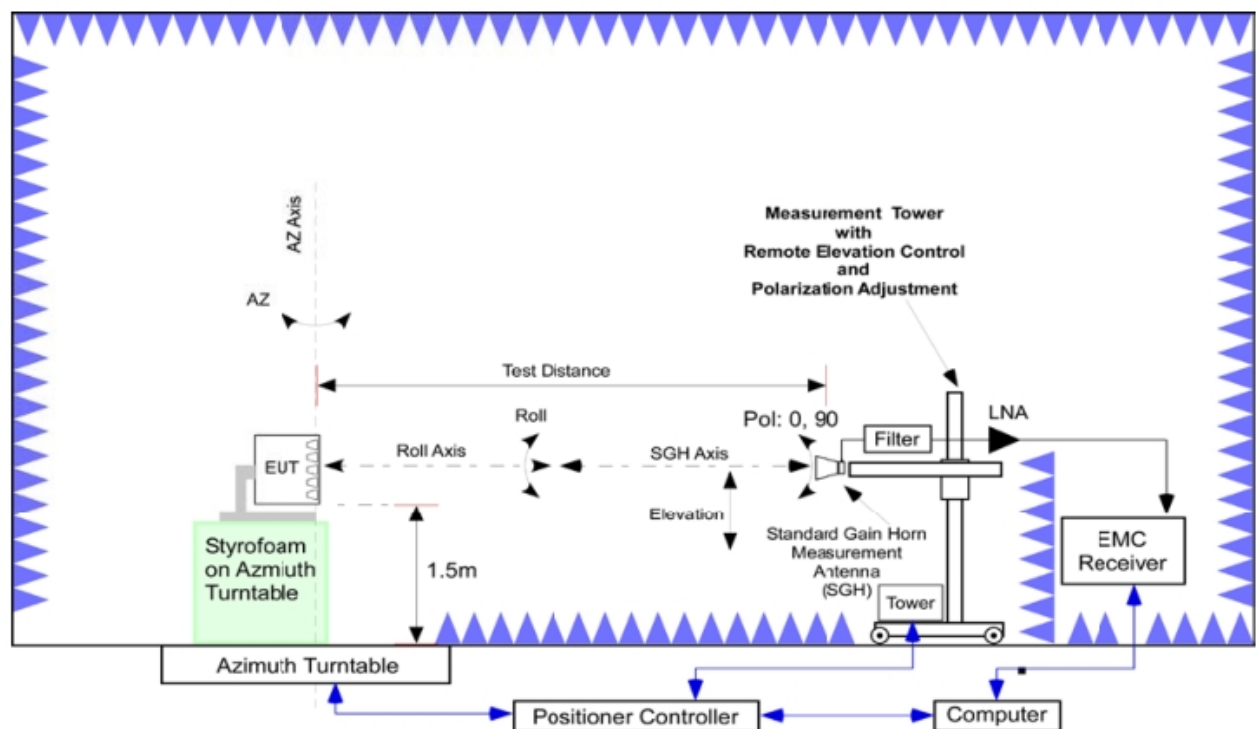 AZ Axis
AZ
Measurement Tower
with
Remote Elevation Control
and
Polarization Adjustment
Test Distance
Roll
Pol: 0, 90
LNA
Filter
EUT
Roll Axis
SGH Axis
Elevation
Standard Gain Horn
Measurement
Antenna
(SGH)
EMC
Receiver
Styrofoam
on Azmiuth
Turntable
1.5m
Tower
Azimuth Turntable
Positioner Controller
Computer